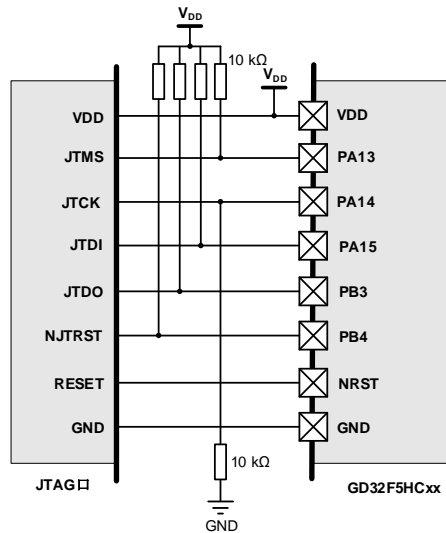 VDD
10 kΩ
VDD
VDD VDD
JTMS PA13
JTCK PA14
JTDI PA15
JTDO PB3
NJTRST PB4
RESET NRST
GND GND
10 kΩ
JTAG口 GD32F5HCxx
GND